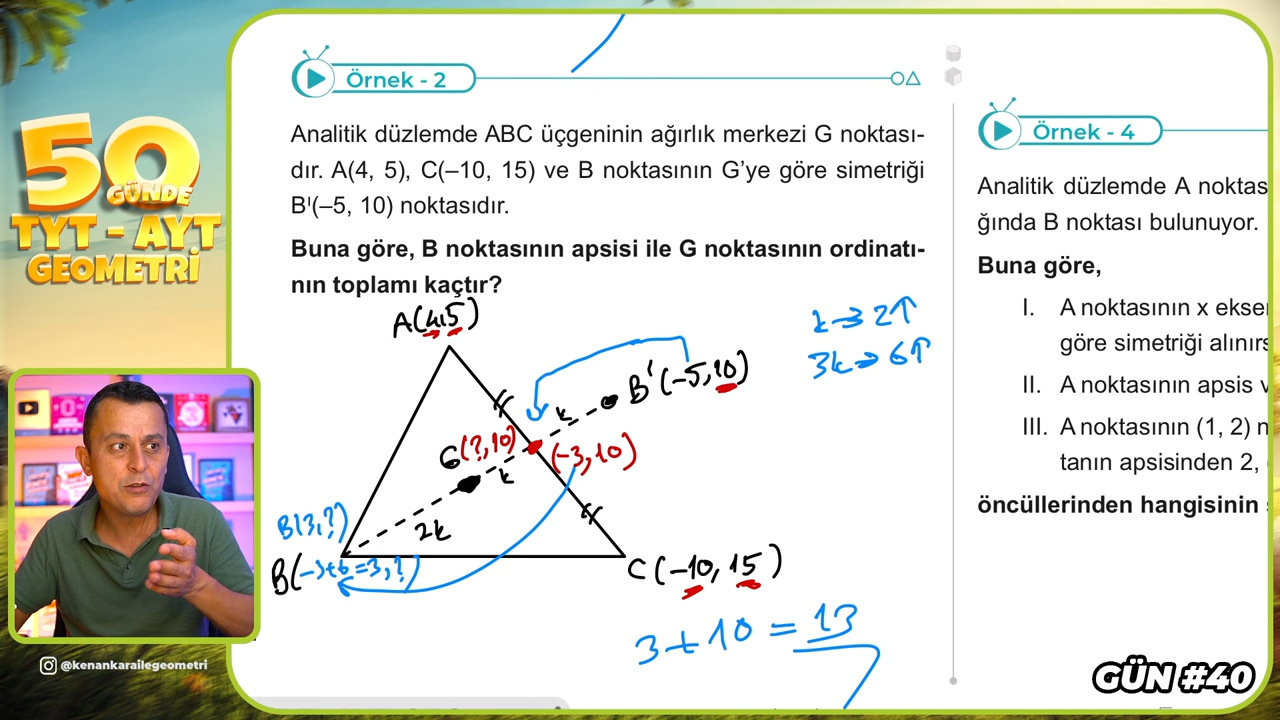 50
GÜNDE
TYT - AYT
GEOMETRİ
@kenankarailegeometri
Örnek - 2
Analitik düzlemde ABC üçgeninin ağırlık merkezi G noktası-
dır. A(4, 5), C(–10, 15) ve B noktasının G'ye göre simetriği
Bᴵ(–5, 10) noktasıdır.
Buna göre, B noktasının apsisi ile G noktasının ordinatı-
nın toplamı kaçtır?
A(4,5)
k→2↑
3k→6↑
B'(-5,10)
k
G(?,10)
(-3,10)
k
2k
B(3,?)
B(-3+6=3,?)
C(-10,15)
3+10=13
Örnek - 4
Analitik düzlemde A noktas
ğında B noktası bulunuyor.
Buna göre,
I. A noktasının x ekse
göre simetriği alınırs
II. A noktasının apsis v
III. A noktasının (1, 2) n
tanın apsisinden 2,
öncüllerinden hangisinin s
GÜN #40